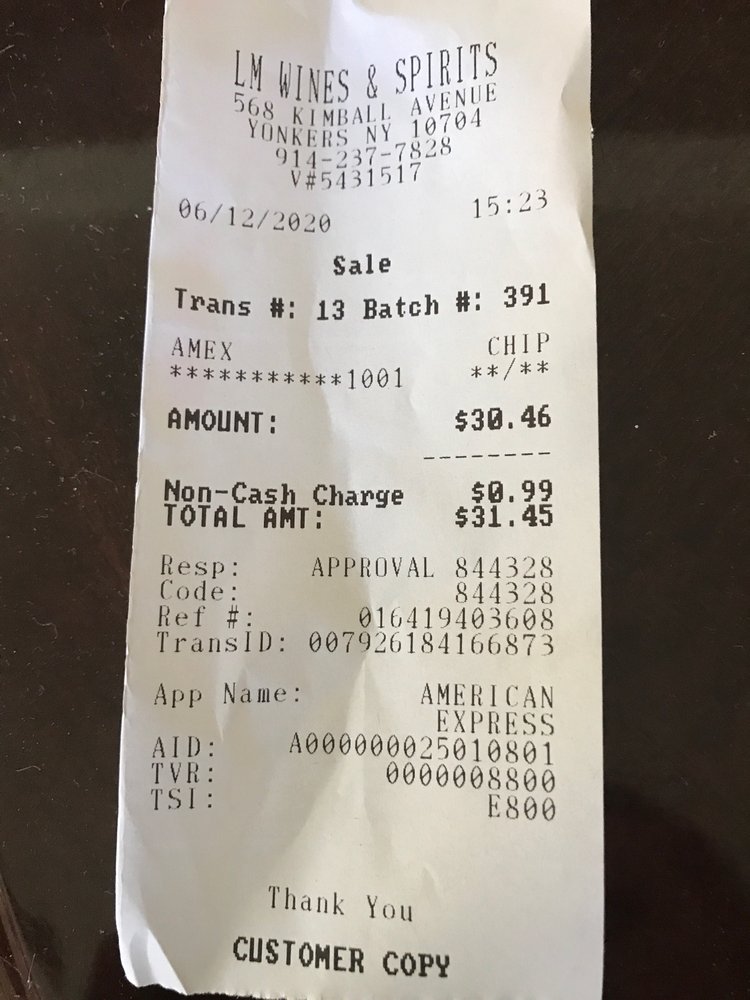 LM WINES & SPIRITS
568 KIMBALL AVENUE
YONKERS NY 10704
914-237-7828
V#5431517
06/12/2020 15:23
Sale
Trans #: 13 Batch #: 391
AMEX CHIP
***********1001 **/**
AMOUNT: $30.46
--------
Non-Cash Charge $0.99
TOTAL AMT: $31.45
Resp: APPROVAL 844328
Code: 844328
Ref #: 016419403608
TransID: 007926184166873
App Name: AMERICAN
EXPRESS
AID: A000000025010801
TVR: 0000008800
TSI: E800
Thank You
CUSTOMER COPY